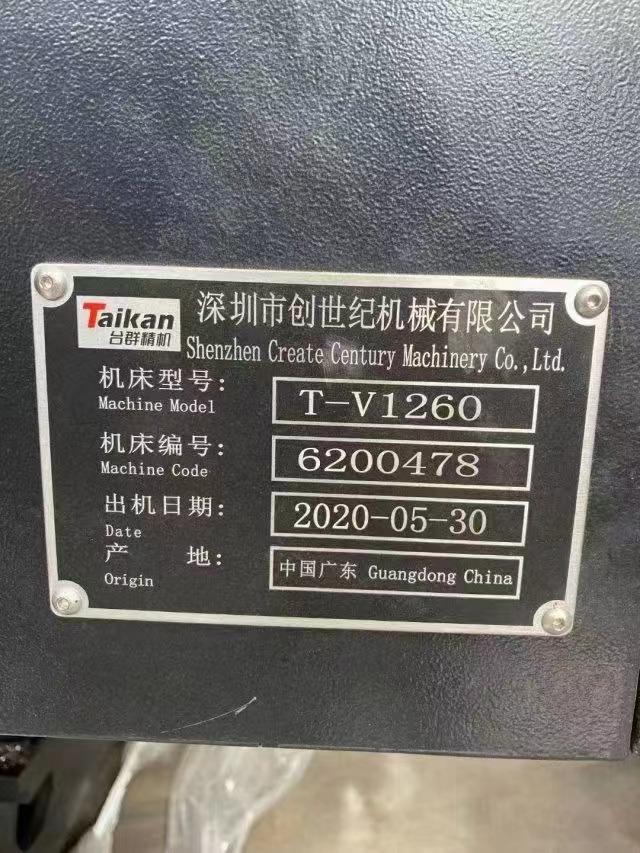 Taikan
台群精机
深圳市创世纪机械有限公司
Shenzhen Create Century Machinery Co.,Ltd.
机床型号: T-V1260
Machine Model
机床编号: 6200478
Machine Code
出机日期: 2020-05-30
Date
产 地: 中国广东 Guangdong China
Origin